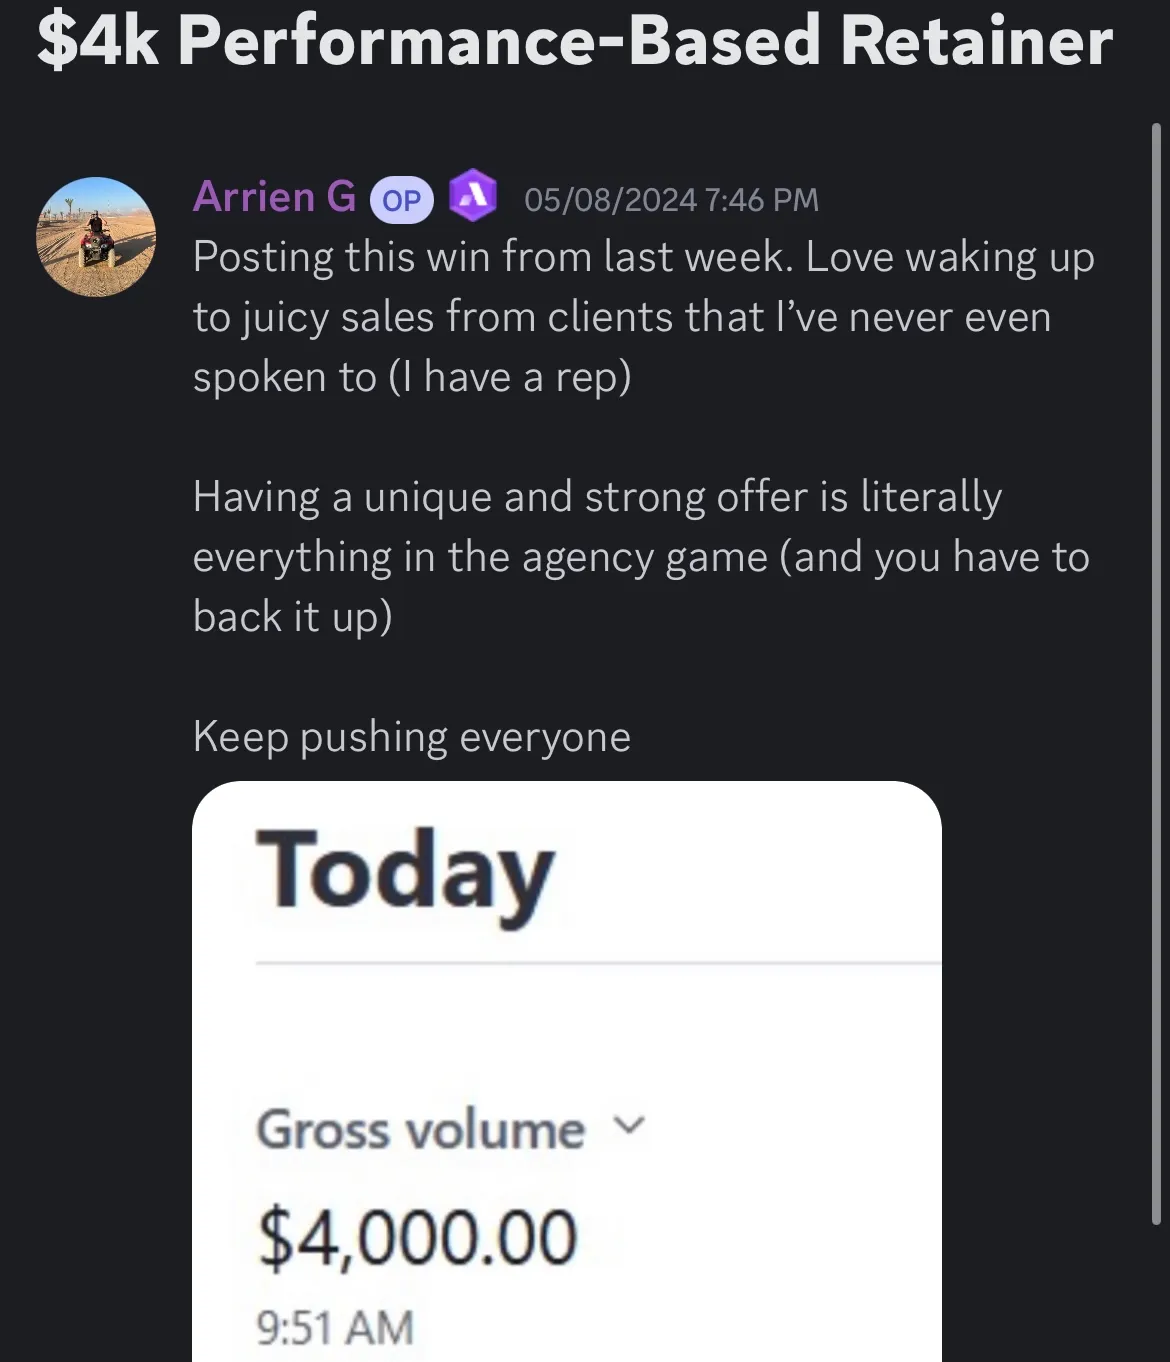 $4k Performance-Based Retainer
Arrien G OP 05/08/2024 7:46 PM
Posting this win from last week. Love waking up
to juicy sales from clients that I’ve never even
spoken to (I have a rep)
Having a unique and strong offer is literally
everything in the agency game (and you have to
back it up)
Keep pushing everyone
Today
Gross volume
$4,000.00
9:51 AM